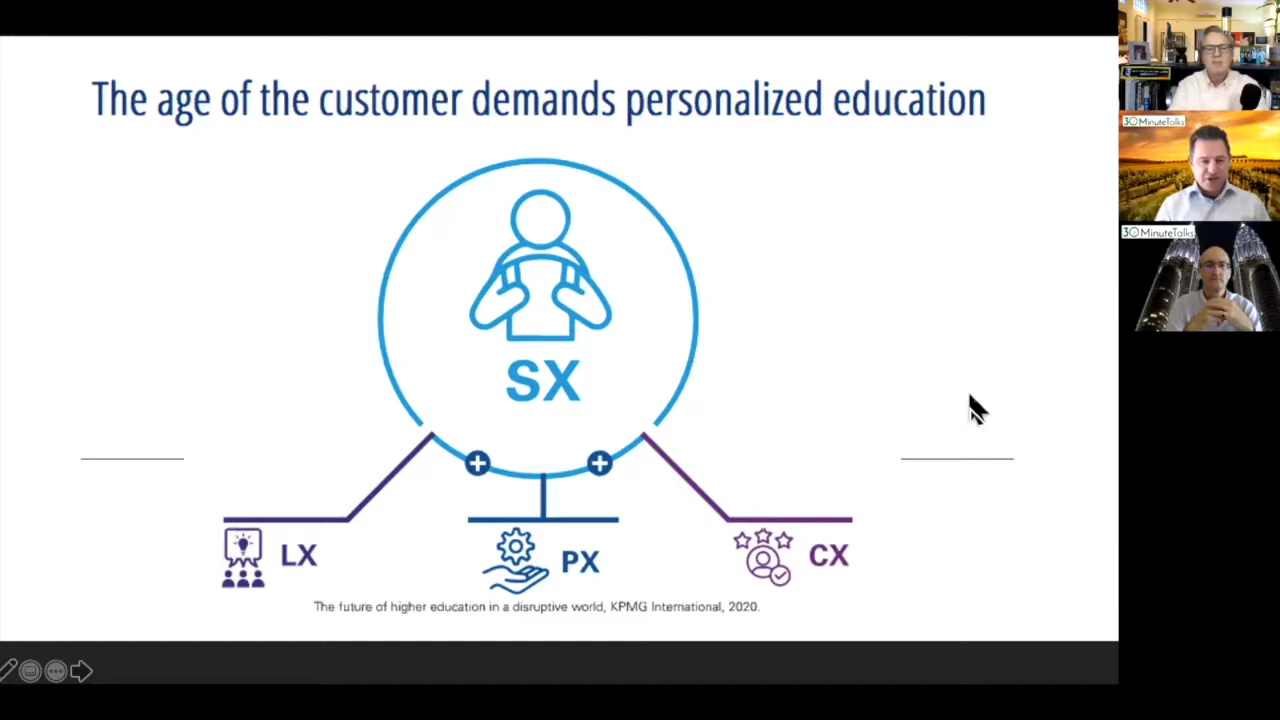 The age of the customer demands personalized education
SX
LX
PX
CX
The future of higher education in a disruptive world, KPMG International, 2020.
30MinuteTalks
30MinuteTalks